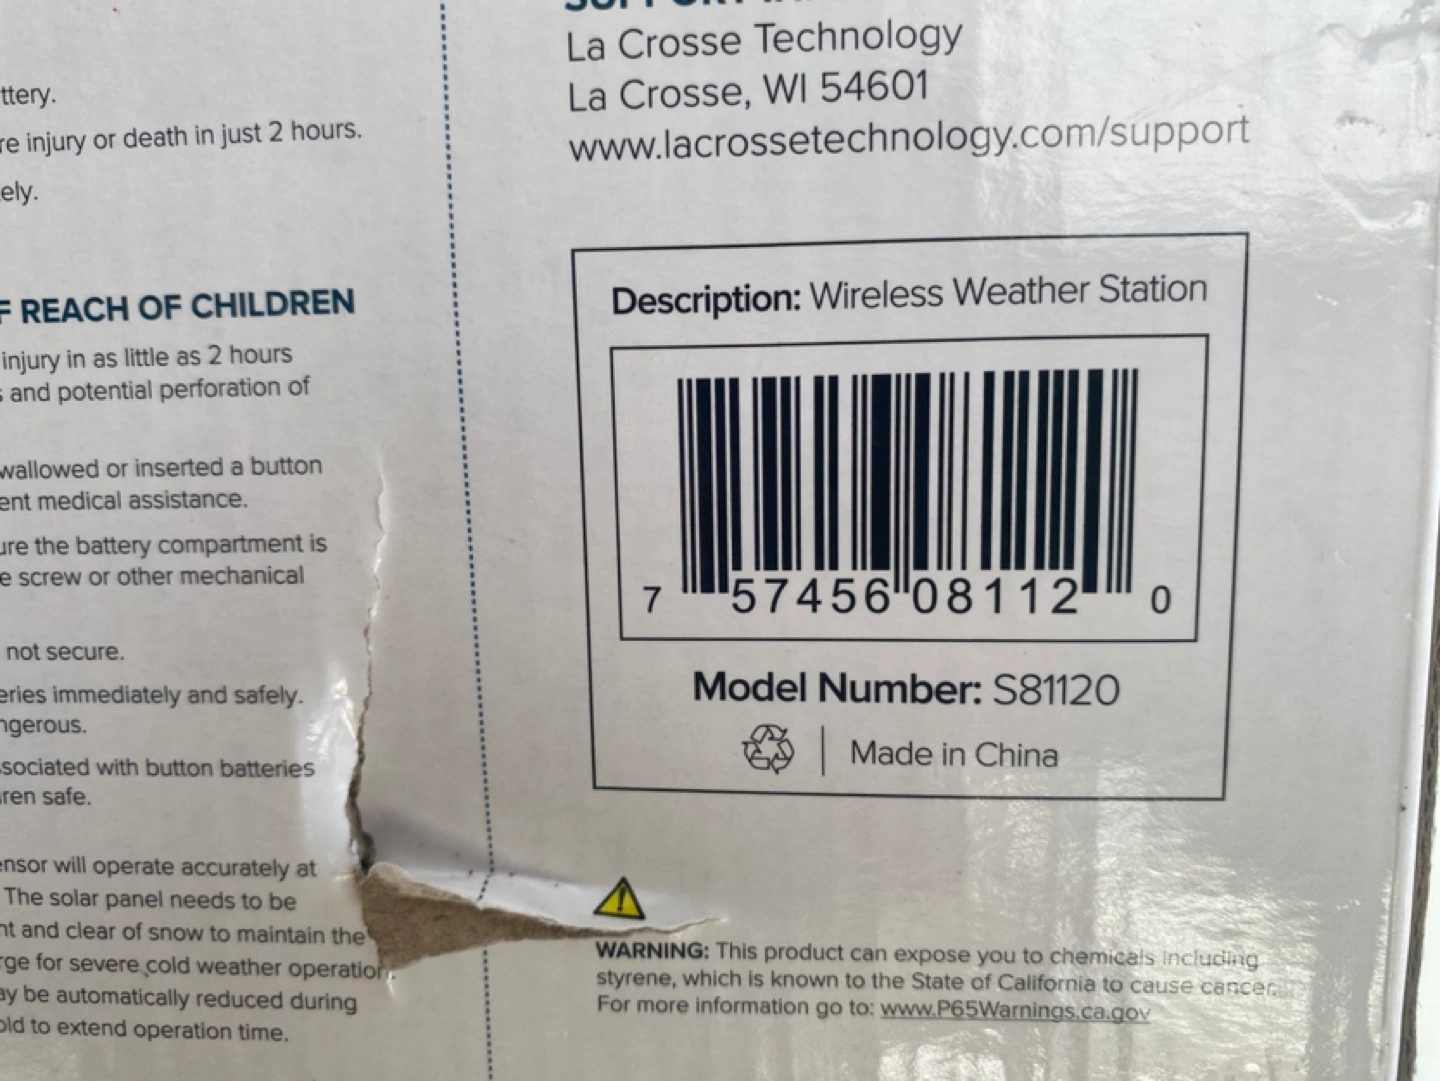 La Crosse Technology
La Crosse, WI 54601
www.lacrossetechnology.com/support
ttery.
re injury or death in just 2 hours.
ely.
F REACH OF CHILDREN
injury in as little as 2 hours
s and potential perforation of
wallowed or inserted a button
ent medical assistance.
ure the battery compartment is
e screw or other mechanical
not secure.
eries immediately and safely.
ngerous.
sociated with button batteries
ren safe.
ensor will operate accurately at
The solar panel needs to be
nt and clear of snow to maintain the
rge for severe cold weather operation.
ay be automatically reduced during
old to extend operation time.
Description: Wireless Weather Station
7 57456 08112 0
Model Number: S81120
Made in China
WARNING: This product can expose you to chemicals including
styrene, which is known to the State of California to cause cancer.
For more information go to: www.P65Warnings.ca.gov